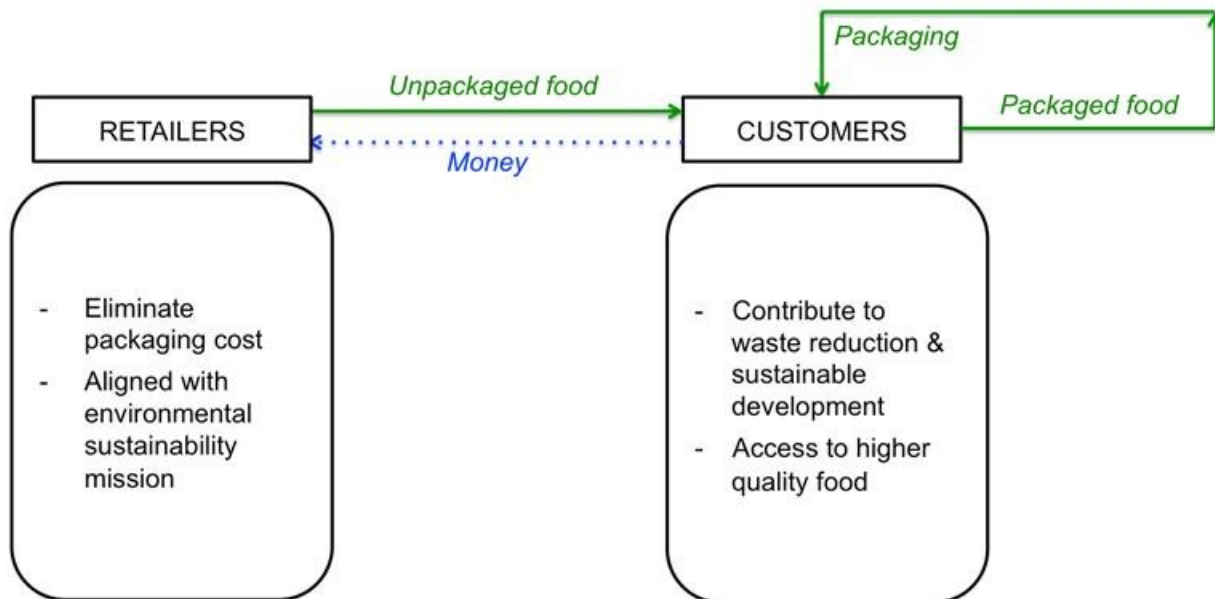 Packaging
Unpackaged food
Packaged food
RETAILERS
CUSTOMERS
Money
- Eliminate
packaging cost
- Aligned with
environmental
sustainability
mission
- Contribute to
waste reduction &
sustainable
development
- Access to higher
quality food